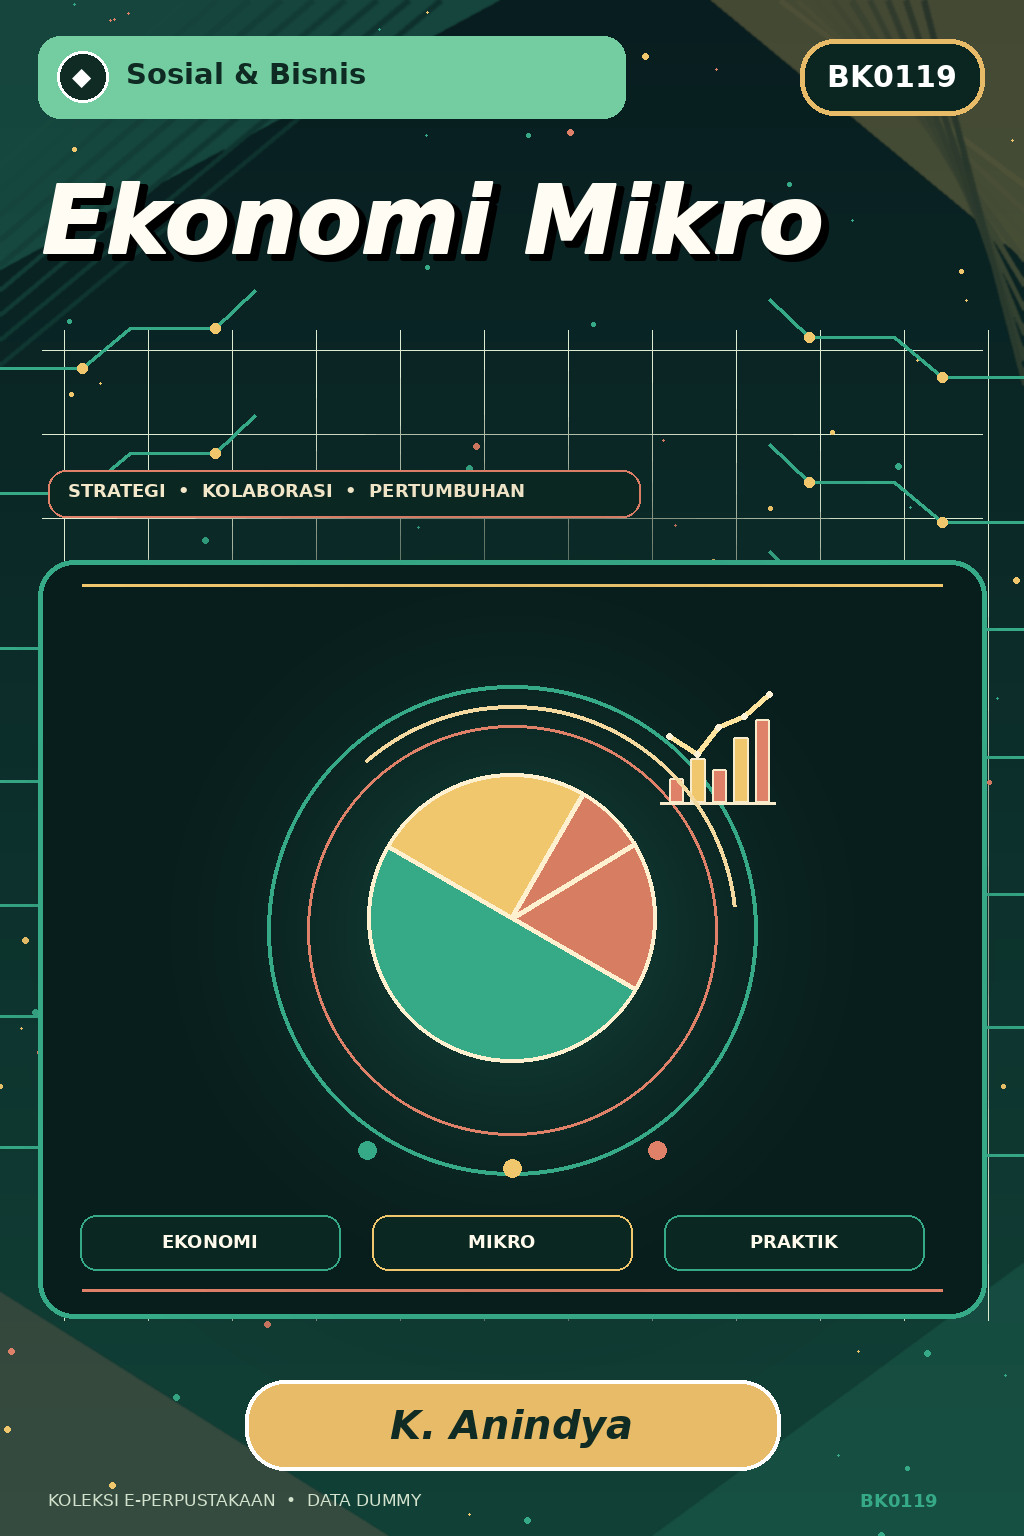 Sosial & Bisnis
BK0119
Ekonomi Mikro
STRATEGI • KOLABORASI • PERTUMBUHAN
EKONOMI
MIKRO
PRAKTIK
K. Anindya
KOLEKSI E-PERPUSTAKAAN • DATA DUMMY
BK0119